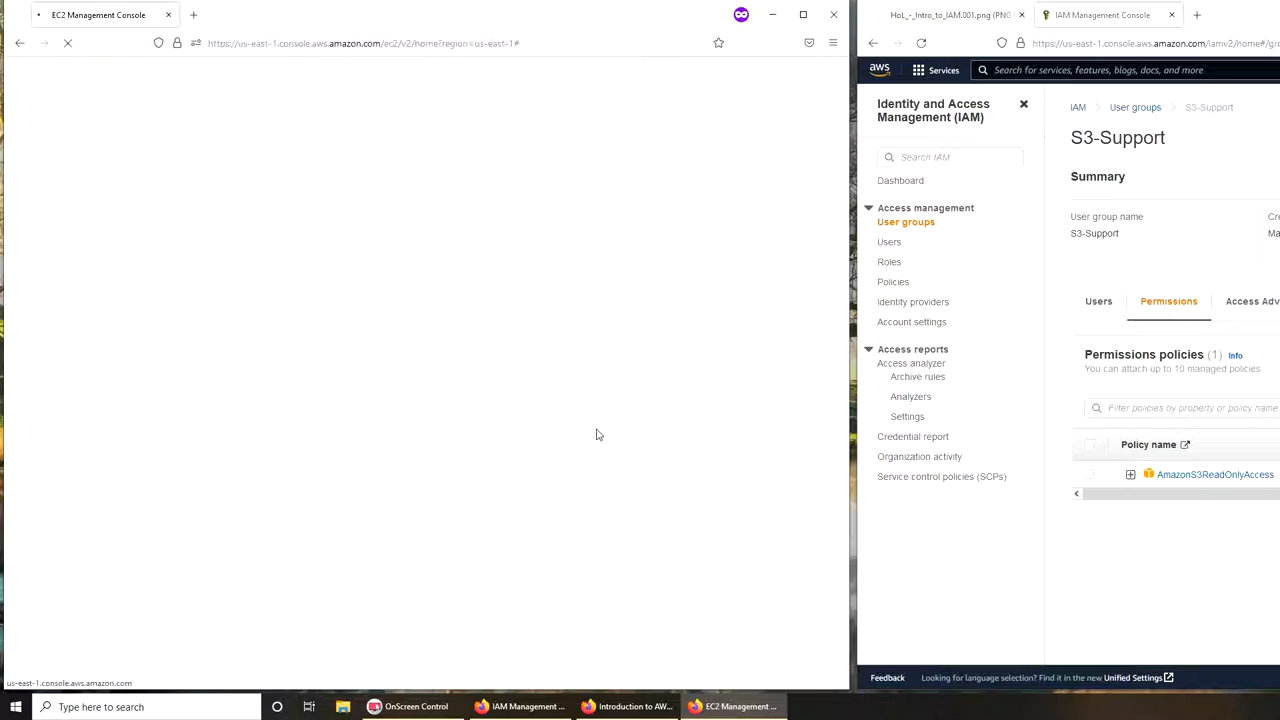 EC2 Management Console
https://us-east-1.console.aws.amazon.com/ec2/v2/home?region=us-east-1#
us-east-1.console.aws.amazon.com
HoL_-_Intro_to_IAM.001.png (PNG
IAM Management Console
https://us-east-1.console.aws.amazon.com/iamv2/home#/gro
aws
Services
Search for services, features, blogs, docs, and more
Identity and Access
Management (IAM)
Search IAM
Dashboard
Access management
User groups
Users
Roles
Policies
Identity providers
Account settings
Access reports
Access analyzer
Archive rules
Analyzers
Settings
Credential report
Organization activity
Service control policies (SCPs)
IAM
User groups
S3-Support
S3-Support
Summary
User group name
S3-Support
Cre
Ma
Users
Permissions
Access Adv
Permissions policies (1)
Info
You can attach up to 10 managed policies
Filter policies by property or policy name
Policy name
AmazonS3ReadOnlyAccess
Feedback
Looking for language selection? Find it in the new Unified Settings
Type here to search
OnScreen Control
IAM Management ...
Introduction to AW...
EC2 Management ...